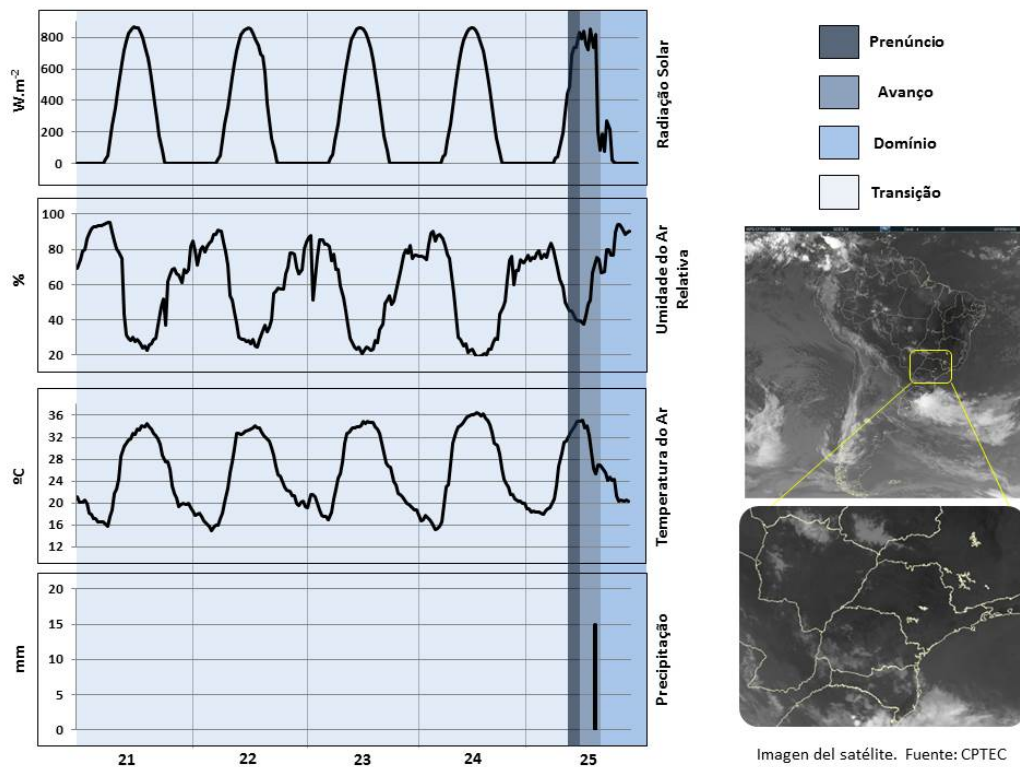 800
600
400
200
0
W.m-2
Radiação Solar
100
80
60
40
20
%
Umidade do Ar
Relativa
36
32
28
24
20
16
12
ºC
Temperatura do Ar
20
15
10
5
0
mm
Precipitação
21 22 23 24 25
Prenúncio
Avanço
Domínio
Transição
Imagen del satélite. Fuente: CPTEC